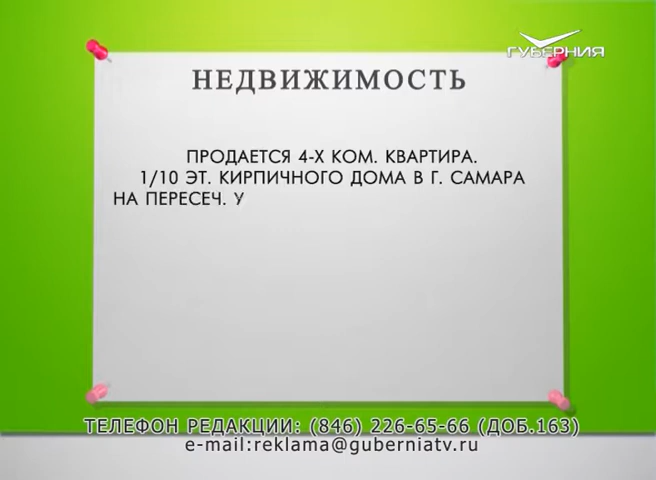 ГУБЕРНИЯ
НЕДВИЖИМОСТЬ
ПРОДАЕТСЯ 4-Х КОМ. КВАРТИРА.
1/10 ЭТ. КИРПИЧНОГО ДОМА В Г. САМАРА
НА ПЕРЕСЕЧ. У
ТЕЛЕФОН РЕДАКЦИИ: (846) 226-65-66 (ДОБ.163)
e-mail:reklama@guberniatv.ru